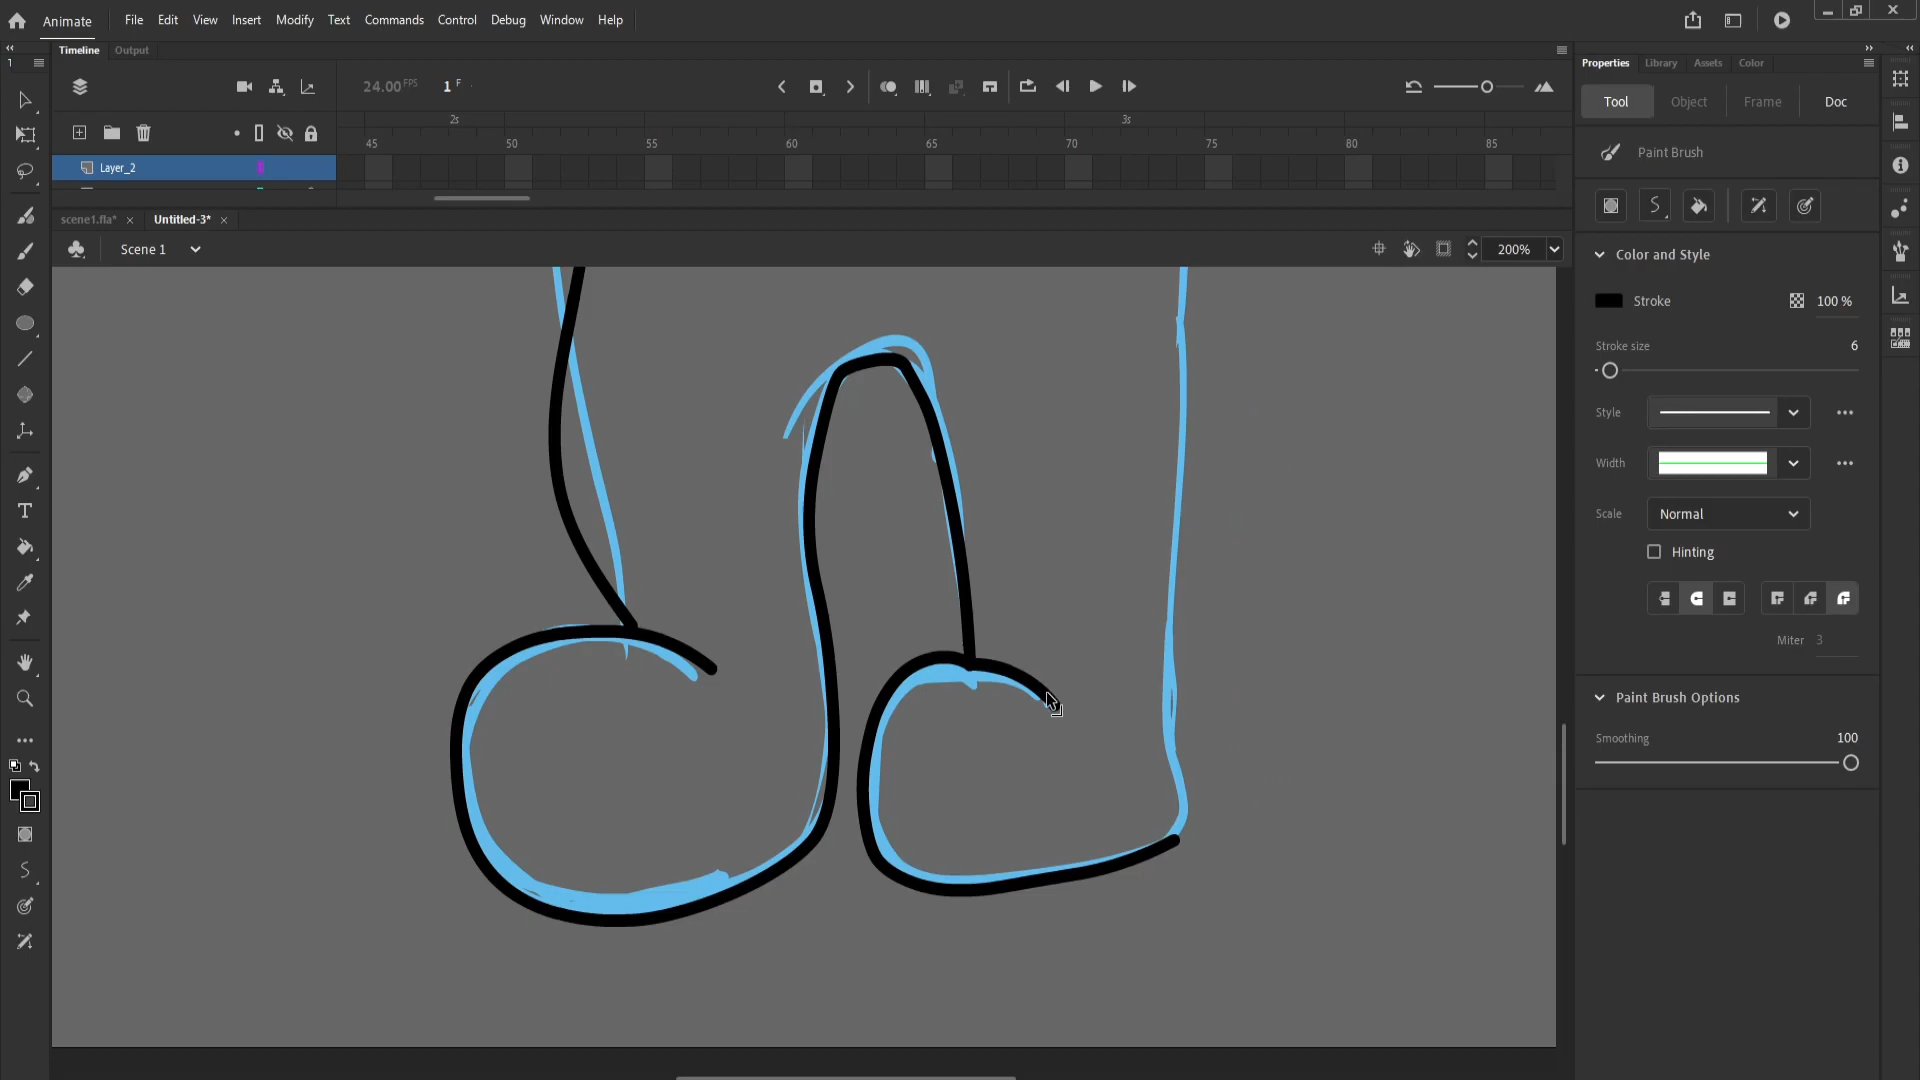 Animate File Edit View Insert Modify Text Commands Control Debug Window Help
Timeline Output
Properties Library Assets Color
24.00 FPS 1 F
Tool Object Frame Doc
2s 3s
45 50 55 60 65 70 75 80 85
Paint Brush
Layer_2
scene1.fla* Untitled-3*
Scene 1 200%
Color and Style
Stroke 100 %
Stroke size 6
Style
Width
Scale Normal
Hinting
Miter 3
Paint Brush Options
Smoothing 100